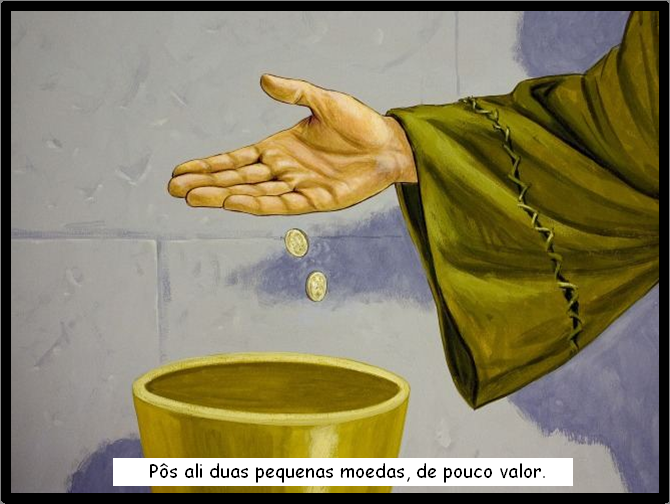 Pôs ali duas pequenas moedas, de pouco valor.